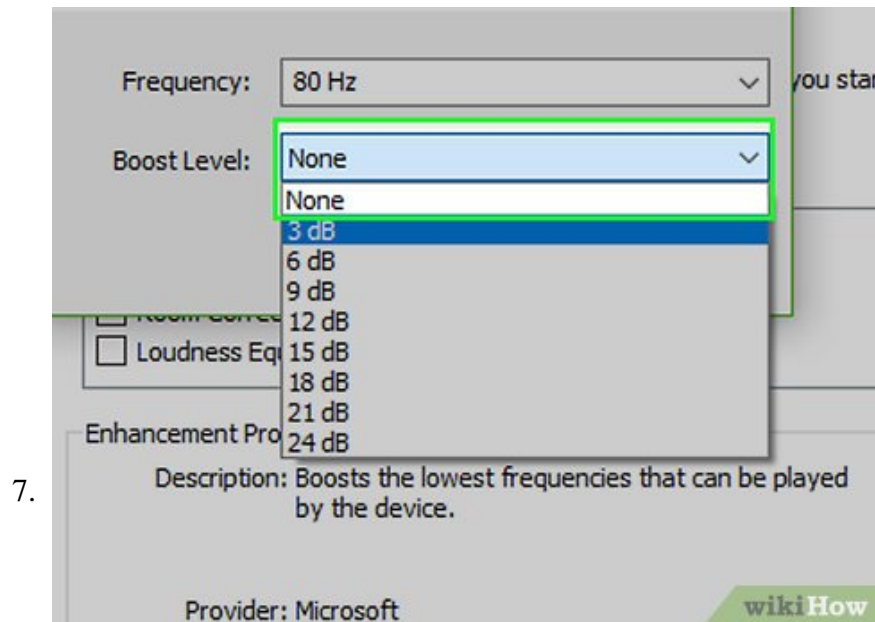 Frequency: 80 Hz
you star
Boost Level: None
None
3 dB
6 dB
9 dB
12 dB
Loudness Equ 15 dB
18 dB
21 dB
Enhancement Pro 24 dB
7. Description: Boosts the lowest frequencies that can be played
by the device.
Provider: Microsoft
wikiHow